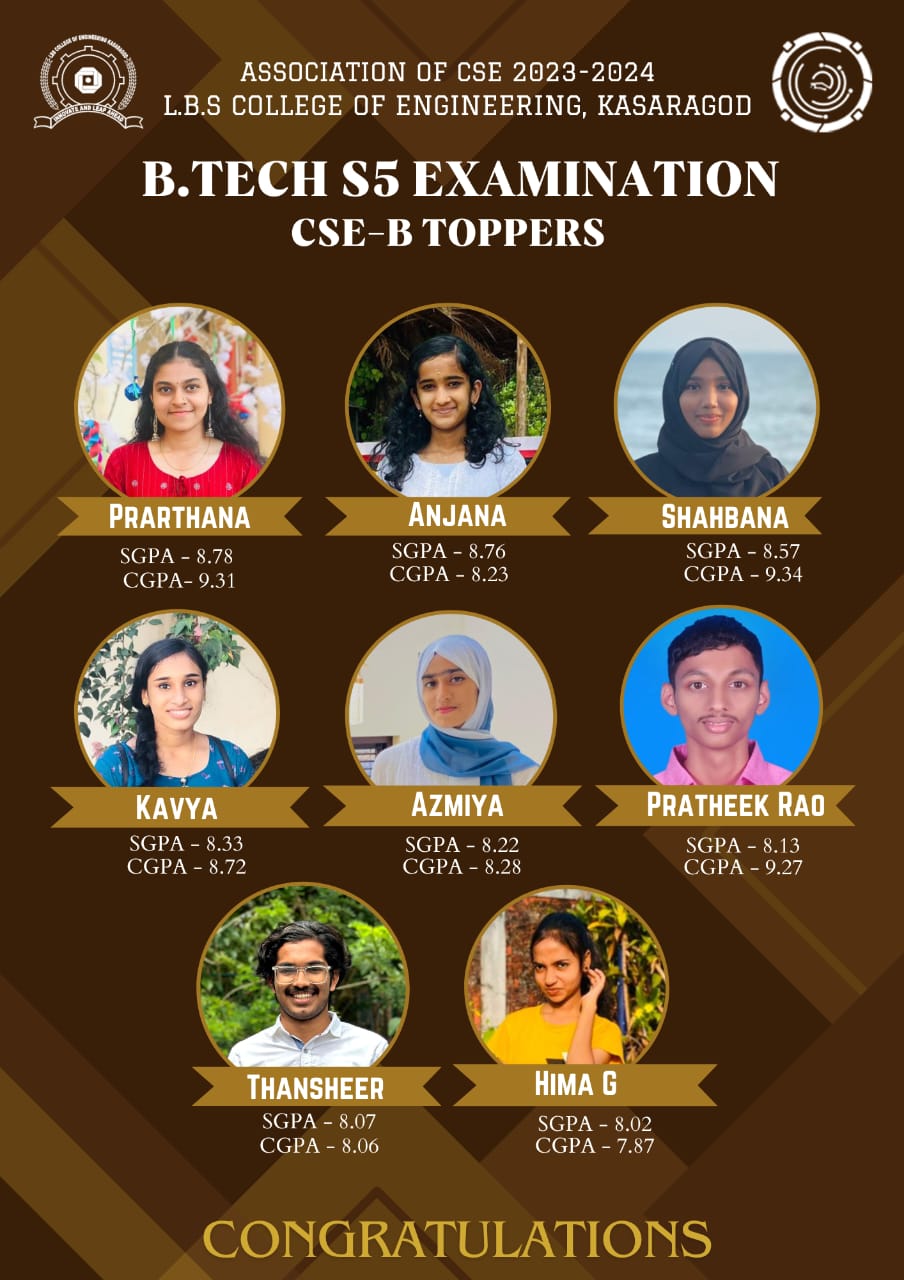 L.B.S COLLEGE OF ENGINEERING KASARAGOD
INNOVATE AND LEAP AHEAD
ASSOCIATION OF CSE 2023-2024
L.B.S COLLEGE OF ENGINEERING, KASARAGOD
B.TECH S5 EXAMINATION
CSE-B TOPPERS
PRARTHANA
SGPA - 8.78
CGPA- 9.31
ANJANA
SGPA - 8.76
CGPA - 8.23
SHAHBANA
SGPA - 8.57
CGPA - 9.34
KAVYA
SGPA - 8.33
CGPA - 8.72
AZMIYA
SGPA - 8.22
CGPA - 8.28
PRATHEEK RAO
SGPA - 8.13
CGPA - 9.27
THANSHEER
SGPA - 8.07
CGPA - 8.06
HIMA G
SGPA - 8.02
CGPA - 7.87
CONGRATULATIONS